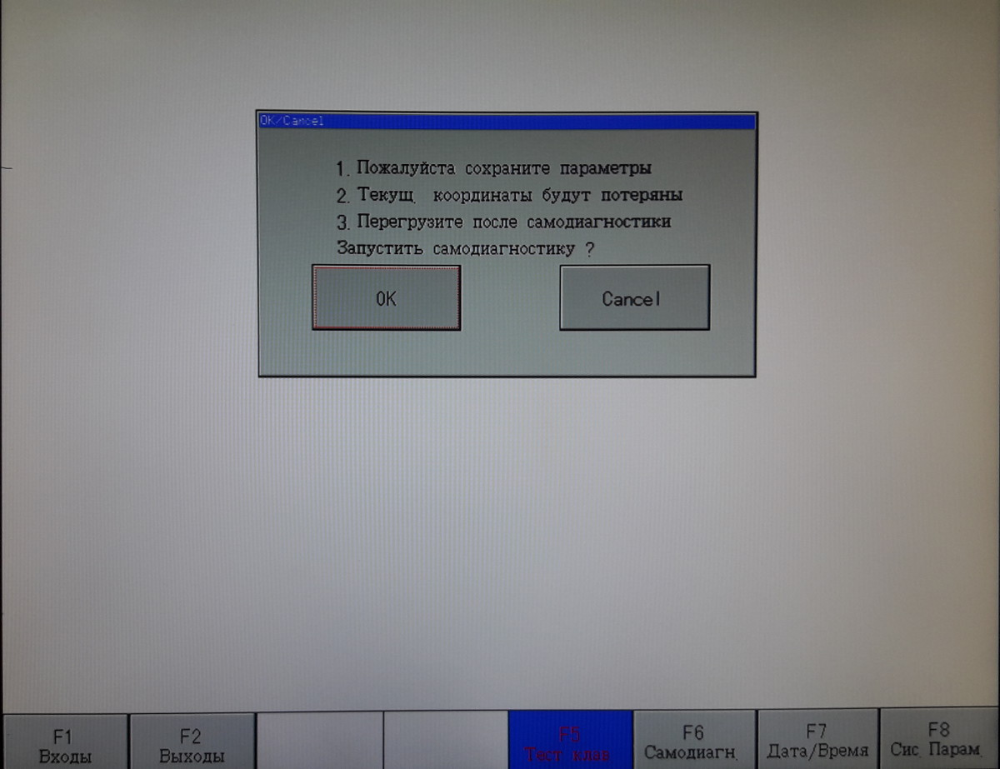 OK/Cancel
1. Пожалуйста сохраните параметры
2. Текущ. координаты будут потеряны
3. Перегрузите после самодиагностики
Запустить самодиагностику ?
OK
Cancel
F1
Входы
F2
Выходы
F5
Тест клав
F6
Самодиагн.
F7
Дата/Время
F8
Сис. Парам.